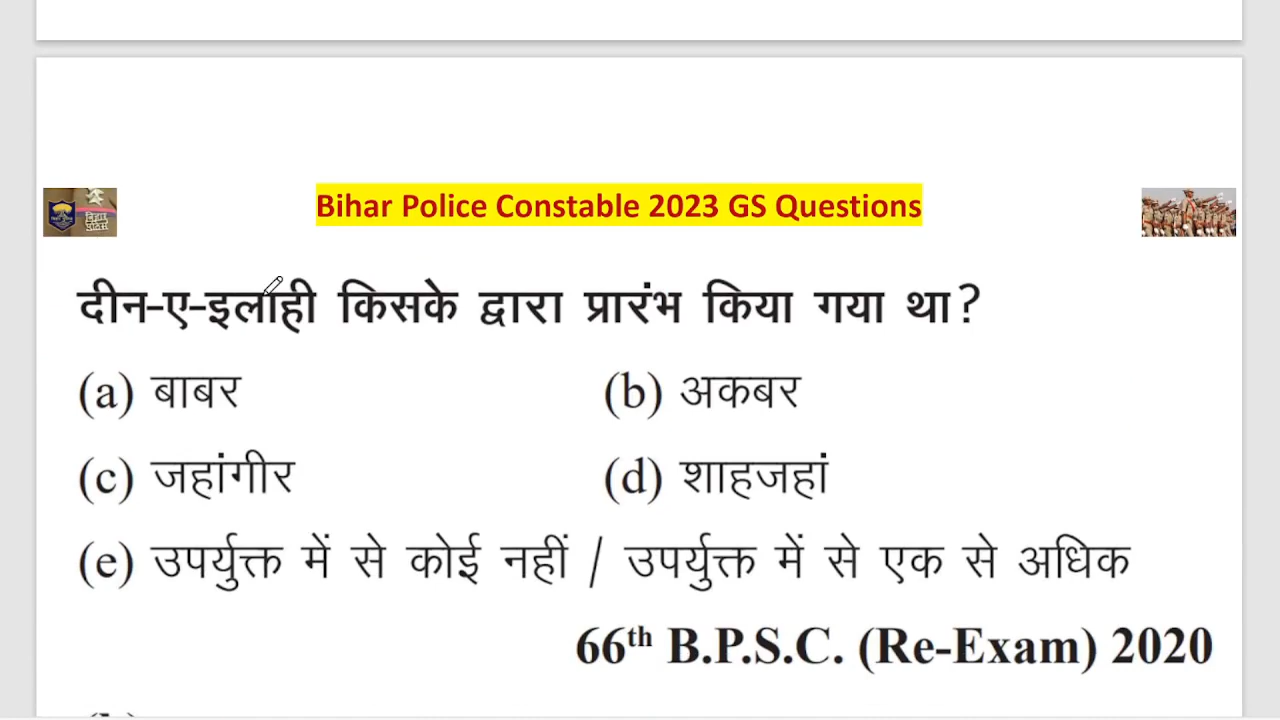 Bihar Police Constable 2023 GS Questions
दीन-ए-इलाही किसके द्वारा प्रारंभ किया गया था?
(a) बाबर (b) अकबर
(c) जहांगीर (d) शाहजहां
(e) उपर्युक्त में से कोई नहीं / उपर्युक्त में से एक से अधिक
66th B.P.S.C. (Re-Exam) 2020